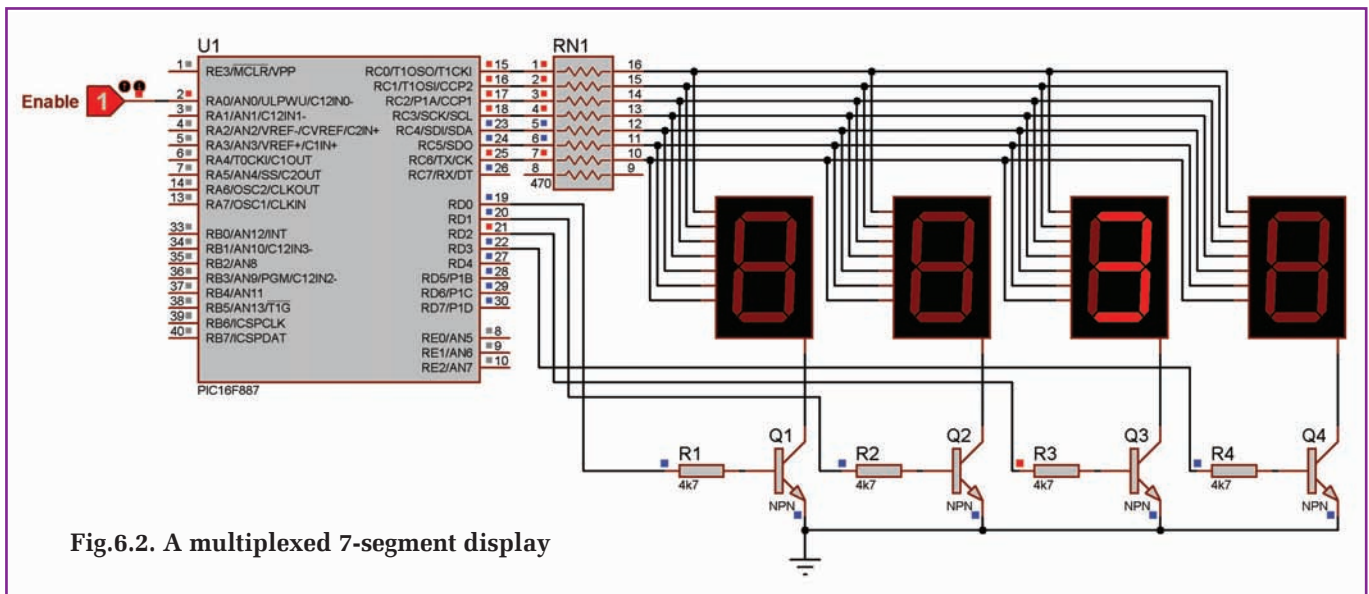 U1
RN1
Enable 1
1 RE3/MCLR/VPP RC0/T1OSO/T1CKI 15 1 16
RC1/T1OSI/CCP2 16 2 15
2 RA0/AN0/ULPWU/C12IN0- RC2/P1A/CCP1 17 3 14
3 RA1/AN1/C12IN1- RC3/SCK/SCL 18 4 13
4 RA2/AN2/VREF-/CVREF/C2IN+ RC4/SDI/SDA 23 5 12
5 RA3/AN3/VREF+/C1IN+ RC5/SDO 24 6 11
6 RA4/T0CKI/C1OUT RC6/TX/CK 25 7 10
7 RA5/AN4/SS/C2OUT RC7/RX/DT 26 8 9
14 RA6/OSC2/CLKOUT 470
13 RA7/OSC1/CLKIN RD0 19
RD1 20
33 RB0/AN12/INT RD2 21
34 RB1/AN10/C12IN3- RD3 22
35 RB2/AN8 RD4 27
36 RB3/AN9/PGM/C12IN2- RD5/P1B 28
37 RB4/AN11 RD6/P1C 29
38 RB5/AN13/T1G RD7/P1D 30
39 RB6/ICSPCLK
40 RB7/ICSPDAT RE0/AN5 8
RE1/AN6 9
RE2/AN7 10
PIC16F887
8 8 3 8
R1 Q1 R2 Q2 R3 Q3 R4 Q4
4k7 4k7 4k7 4k7
NPN NPN NPN NPN
Fig.6.2. A multiplexed 7-segment display